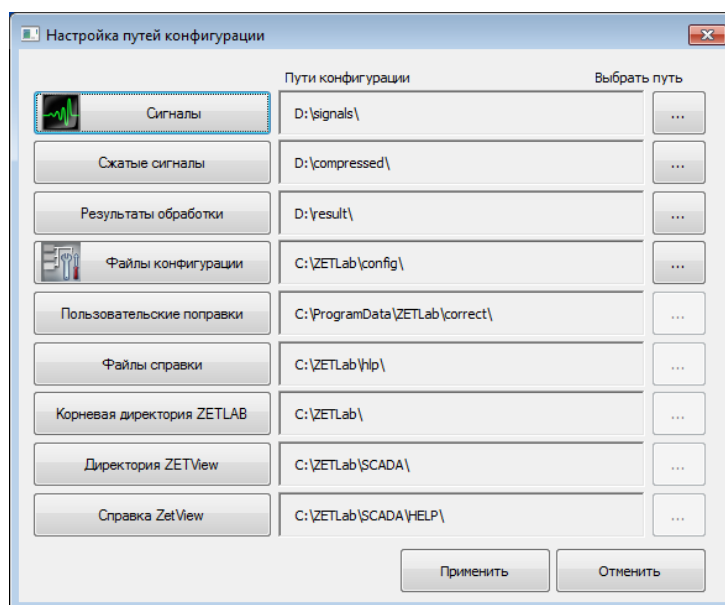 Настройка путей конфигурации
Пути конфигурации Выбрать путь
Сигналы D:\signals\ ...
Сжатые сигналы D:\compressed\ ...
Результаты обработки D:\result\ ...
Файлы конфигурации C:\ZETLab\config\ ...
Пользовательские поправки C:\ProgramData\ZETLab\correct\ ...
Файлы справки C:\ZETLab\hlp\ ...
Корневая директория ZETLAB C:\ZETLab\ ...
Директория ZETView C:\ZETLab\SCADA\ ...
Справка ZetView C:\ZETLab\SCADA\HELP\ ...
Применить Отменить